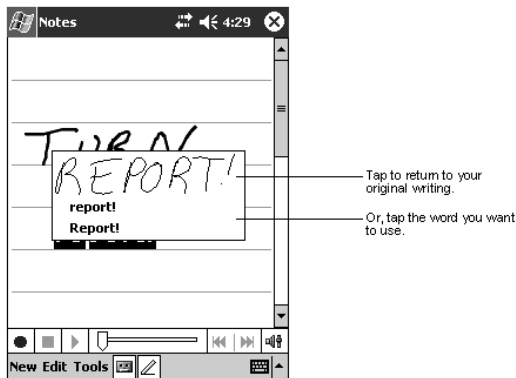 Notes 4:29
TURN
REPORT!
report!
Report!
New Edit Tools
Tap to return to your
original writing.
Or, tap the word you want
to use.